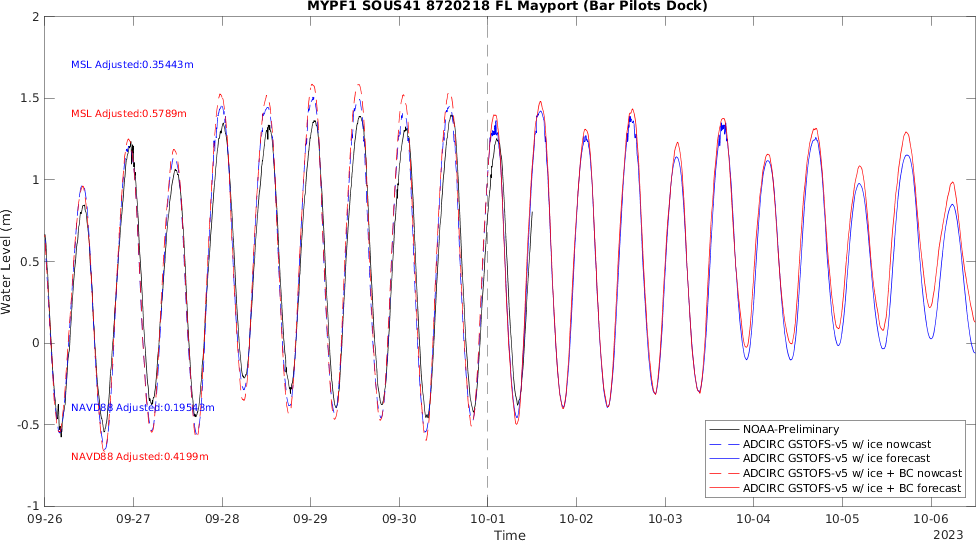 MYPF1 SOUS41 8720218 FL Mayport (Bar Pilots Dock)
2
1.5
1
0.5
0
-0.5
-1
Water Level (m)
MSL Adjusted:0.35443m
MSL Adjusted:0.5789m
NAVD88 Adjusted:0.19543m
NAVD88 Adjusted:0.4199m
NOAA-Preliminary
ADCIRC GSTOFS-v5 w/ ice nowcast
ADCIRC GSTOFS-v5 w/ ice forecast
ADCIRC GSTOFS-v5 w/ ice + BC nowcast
ADCIRC GSTOFS-v5 w/ ice + BC forecast
09-26 09-27 09-28 09-29 09-30 10-01 10-02 10-03 10-04 10-05 10-06
Time
2023